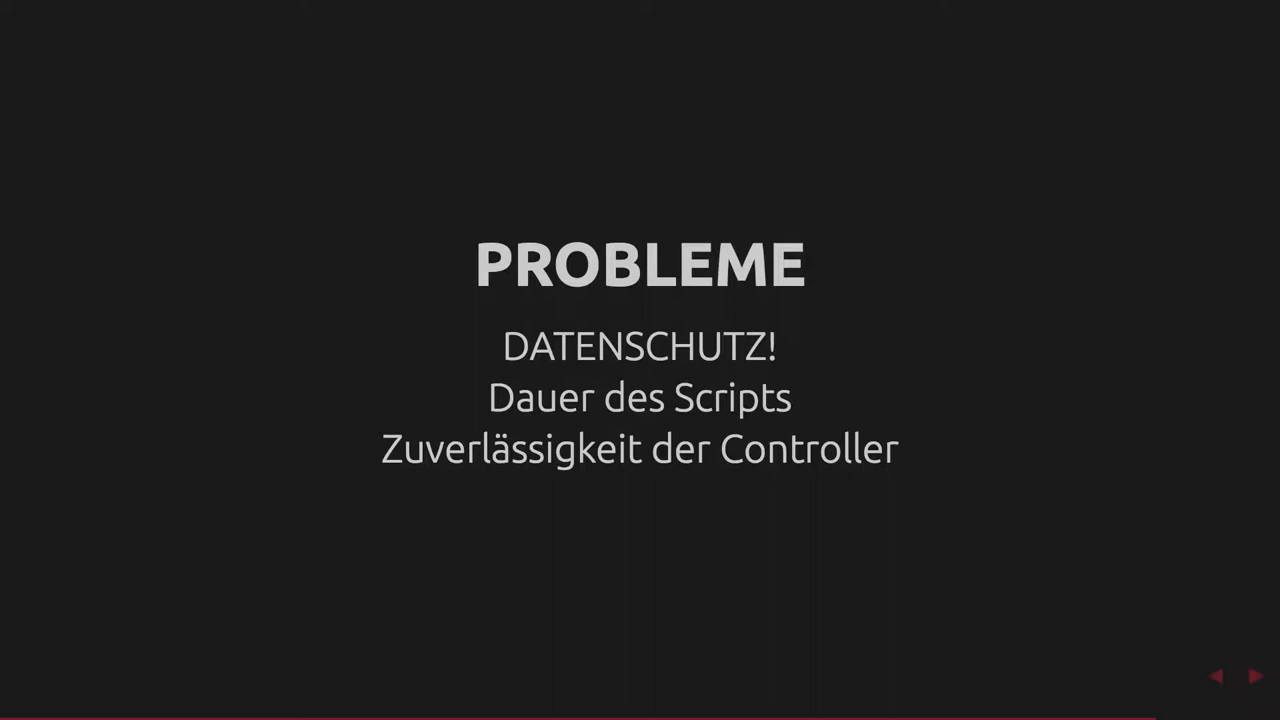 PROBLEME
DATENSCHUTZ!
Dauer des Scripts
Zuverlässigkeit der Controller